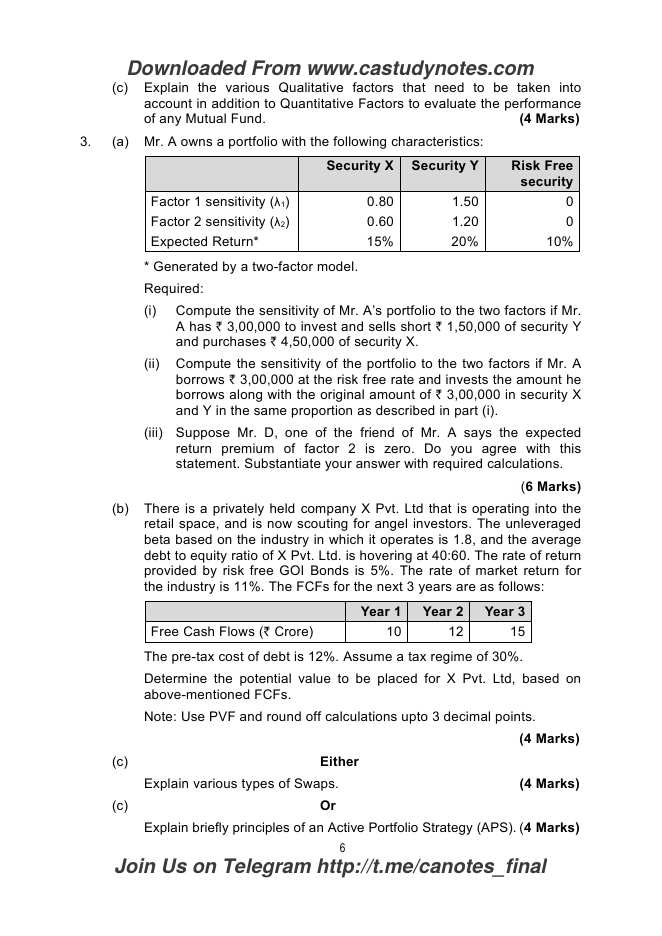 Downloaded From www.castudynotes.com
(c) Explain the various Qualitative factors that need to be taken into
account in addition to Quantitative Factors to evaluate the performance
of any Mutual Fund. (4 Marks)
3. (a) Mr. A owns a portfolio with the following characteristics:
Security X Security Y Risk Free
security
Factor 1 sensitivity (λ₁) 0.80 1.50 0
Factor 2 sensitivity (λ₂) 0.60 1.20 0
Expected Return* 15% 20% 10%
* Generated by a two-factor model.
Required:
(i) Compute the sensitivity of Mr. A's portfolio to the two factors if Mr.
A has ₹ 3,00,000 to invest and sells short ₹ 1,50,000 of security Y
and purchases ₹ 4,50,000 of security X.
(ii) Compute the sensitivity of the portfolio to the two factors if Mr. A
borrows ₹ 3,00,000 at the risk free rate and invests the amount he
borrows along with the original amount of ₹ 3,00,000 in security X
and Y in the same proportion as described in part (i).
(iii) Suppose Mr. D, one of the friend of Mr. A says the expected
return premium of factor 2 is zero. Do you agree with this
statement. Substantiate your answer with required calculations.
(6 Marks)
(b) There is a privately held company X Pvt. Ltd that is operating into the
retail space, and is now scouting for angel investors. The unleveraged
beta based on the industry in which it operates is 1.8, and the average
debt to equity ratio of X Pvt. Ltd. is hovering at 40:60. The rate of return
provided by risk free GOI Bonds is 5%. The rate of market return for
the industry is 11%. The FCFs for the next 3 years are as follows:
Year 1 Year 2 Year 3
Free Cash Flows (₹ Crore) 10 12 15
The pre-tax cost of debt is 12%. Assume a tax regime of 30%.
Determine the potential value to be placed for X Pvt. Ltd, based on
above-mentioned FCFs.
Note: Use PVF and round off calculations upto 3 decimal points.
(4 Marks)
(c) Either
Explain various types of Swaps. (4 Marks)
(c) Or
Explain briefly principles of an Active Portfolio Strategy (APS). (4 Marks)
6
Join Us on Telegram http://t.me/canotes_final